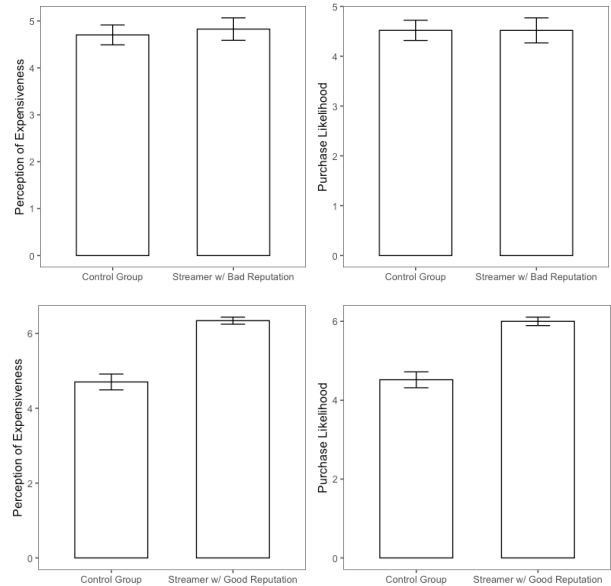 Perception of Expensiveness
5
4
3
2
1
0
Control Group
Streamer w/ Bad Reputation
Purchase Likelihood
5
4
3
2
1
0
Control Group
Streamer w/ Bad Reputation
Perception of Expensiveness
6
4
2
0
Control Group
Streamer w/ Good Reputation
Purchase Likelihood
6
4
2
0
Control Group
Streamer w/ Good Reputation